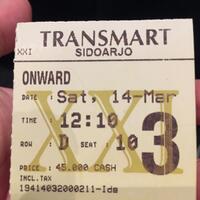 TRANSMART
XXI SIDOARJO
ONWARD
DATE : Sat, 14-Mar
TIME : 12:10
ROW : D SEAT : 10
3
PRICE : 45.000 CASH
INCL.TAX
19414032000211-Ids
XXI